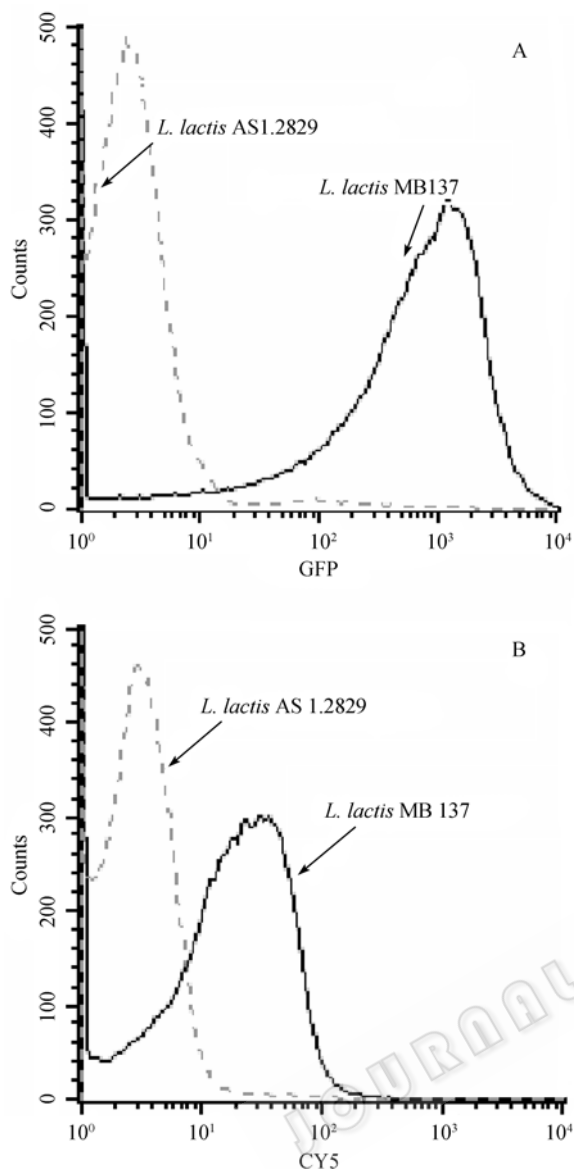 A
500
400
300
200
100
0
Counts
L. lactis AS1.2829
L. lactis MB137
10⁰ 10¹ 10² 10³ 10⁴
GFP
B
500
400
300
200
100
0
Counts
L. lactis AS 1.2829
L. lactis MB 137
10⁰ 10¹ 10² 10³ 10⁴
CY5
JOURNAL